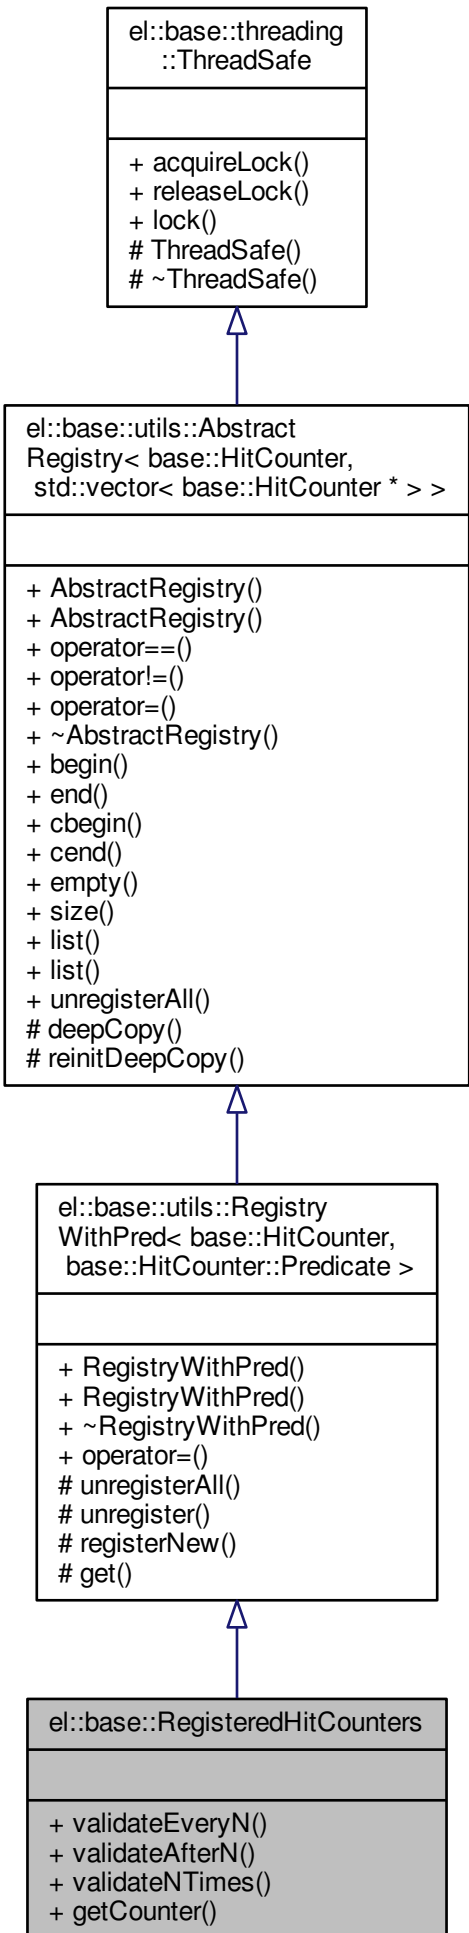 el::base::threading
::ThreadSafe
+ acquireLock()
+ releaseLock()
+ lock()
# ThreadSafe()
# ~ThreadSafe()
el::base::utils::Abstract
Registry< base::HitCounter,
std::vector< base::HitCounter * > >
+ AbstractRegistry()
+ AbstractRegistry()
+ operator==()
+ operator!=()
+ operator=()
+ ~AbstractRegistry()
+ begin()
+ end()
+ cbegin()
+ cend()
+ empty()
+ size()
+ list()
+ list()
+ unregisterAll()
# deepCopy()
# reinitDeepCopy()
el::base::utils::Registry
WithPred< base::HitCounter,
base::HitCounter::Predicate >
+ RegistryWithPred()
+ RegistryWithPred()
+ ~RegistryWithPred()
+ operator=()
# unregisterAll()
# unregister()
# registerNew()
# get()
el::base::RegisteredHitCounters
+ validateEveryN()
+ validateAfterN()
+ validateNTimes()
+ getCounter()